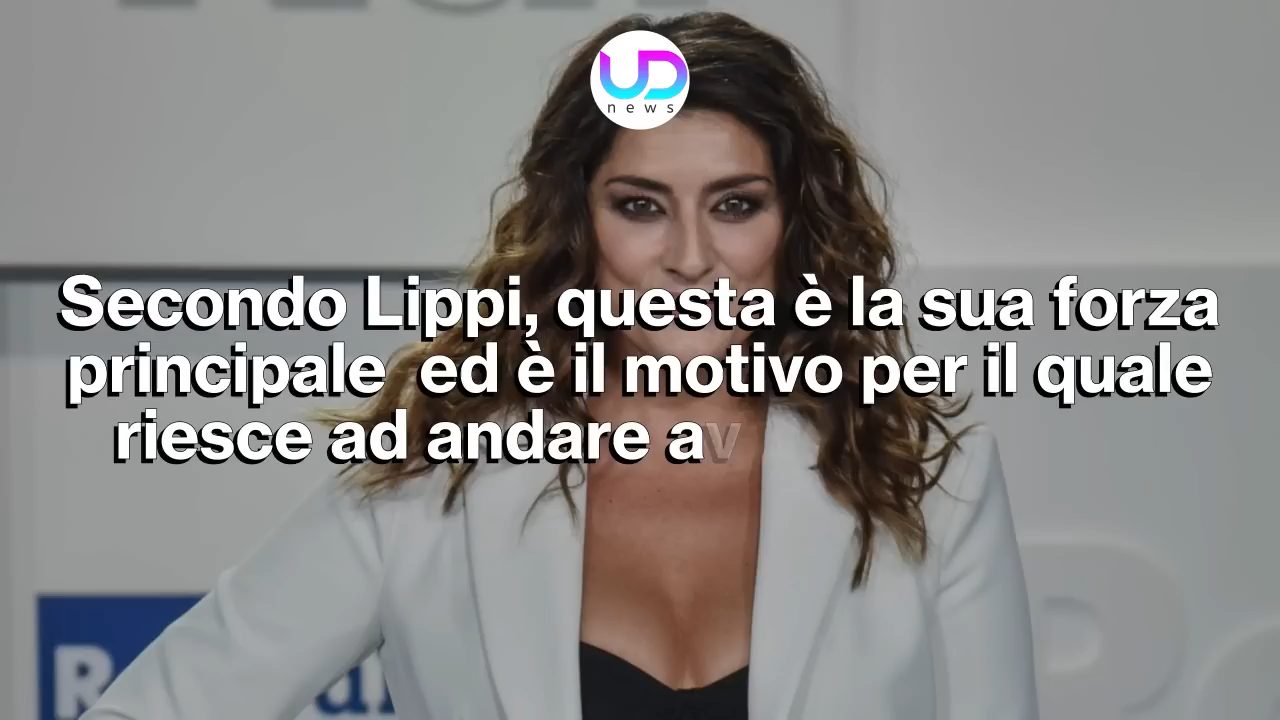 UD
news
Secondo Lippi, questa è la sua forza
principale ed è il motivo per il quale
riesce ad andare av